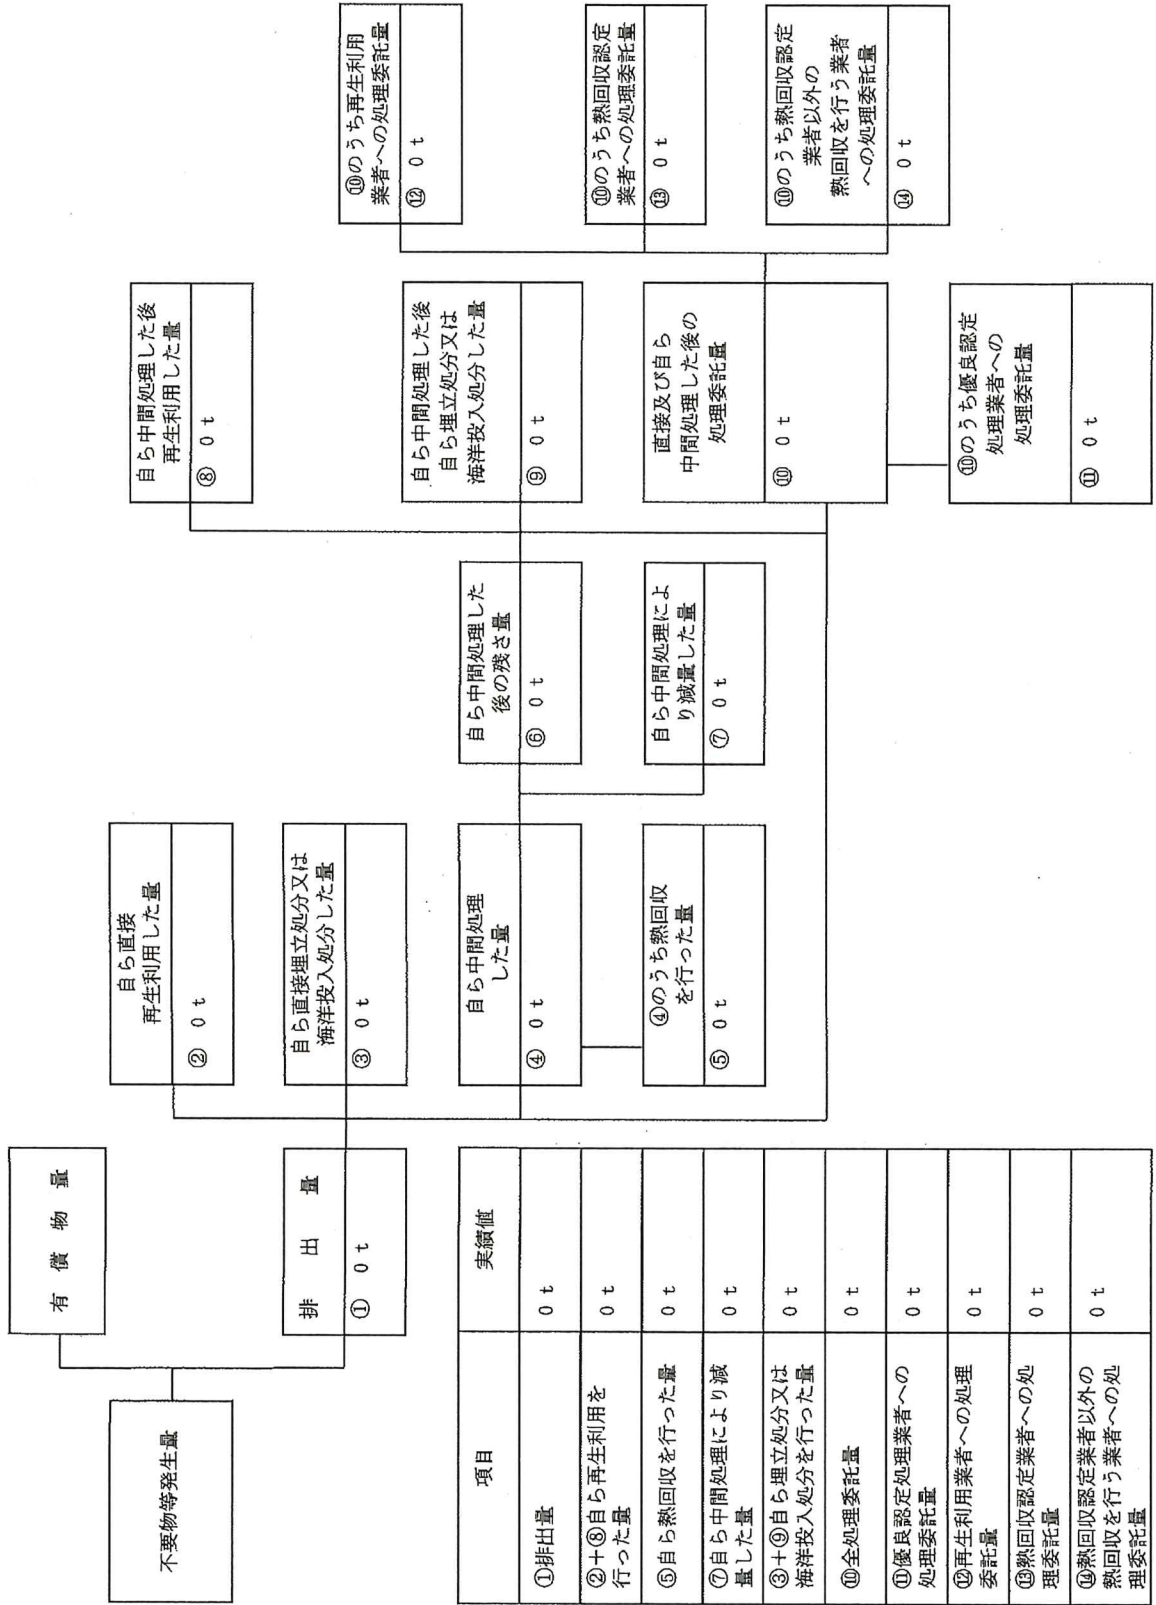 不要物等発生量
有償物量
排出量
① 0 t
自ら直接
再生利用した量
② 0 t
自ら直接埋立処分又は
海洋投入処分した量
③ 0 t
自ら中間処理
した量
④ 0 t
④のうち熱回収
を行った量
⑤ 0 t
自ら中間処理した
後の残さ量
⑥ 0 t
自ら中間処理によ
り減量した量
⑦ 0 t
自ら中間処理した後
再生利用した量
⑧ 0 t
自ら中間処理した後
自ら埋立処分又は
海洋投入処分した量
⑨ 0 t
直接及び自ら
中間処理した後の
処理委託量
⑩ 0 t
⑩のうち優良認定
処理業者への
処理委託量
⑪ 0 t
⑩のうち再生利用
業者への処理委託量
⑫ 0 t
⑩のうち熱回収認定
業者への処理委託量
⑬ 0 t
⑩のうち熱回収認定
業者以外の
熱回収を行う業者
への処理委託量
⑭ 0 t
項目 実績値
①排出量 0 t
②+⑧自ら再生利用を
行った量 0 t
⑤自ら熱回収を行った量 0 t
⑦自ら中間処理により減
量した量 0 t
③+⑨自ら埋立処分又は
海洋投入処分を行った量 0 t
⑩全処理委託量 0 t
⑪優良認定処理業者への
処理委託量 0 t
⑫再生利用業者への処理
委託量 0 t
⑬熱回収認定業者への処
理委託量 0 t
⑭熱回収認定業者以外の
熱回収を行う業者への処
理委託量 0 t